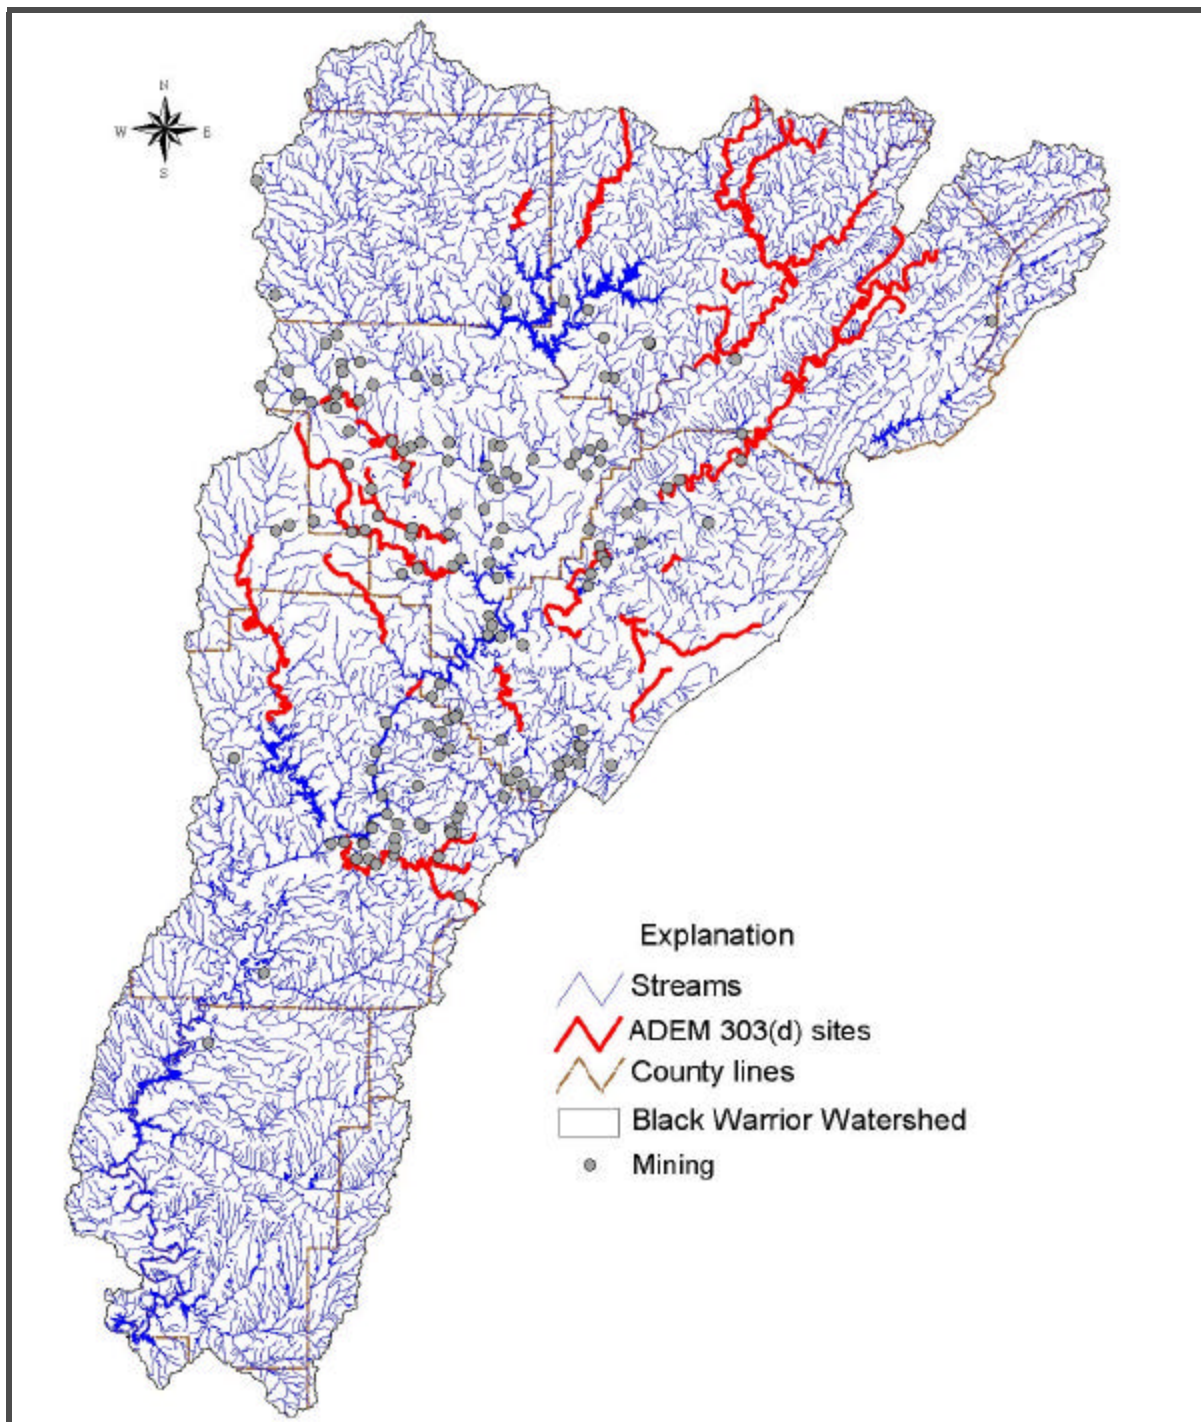 N
W E
S
Explanation
Streams
ADEM 303(d) sites
County lines
Black Warrior Watershed
Mining